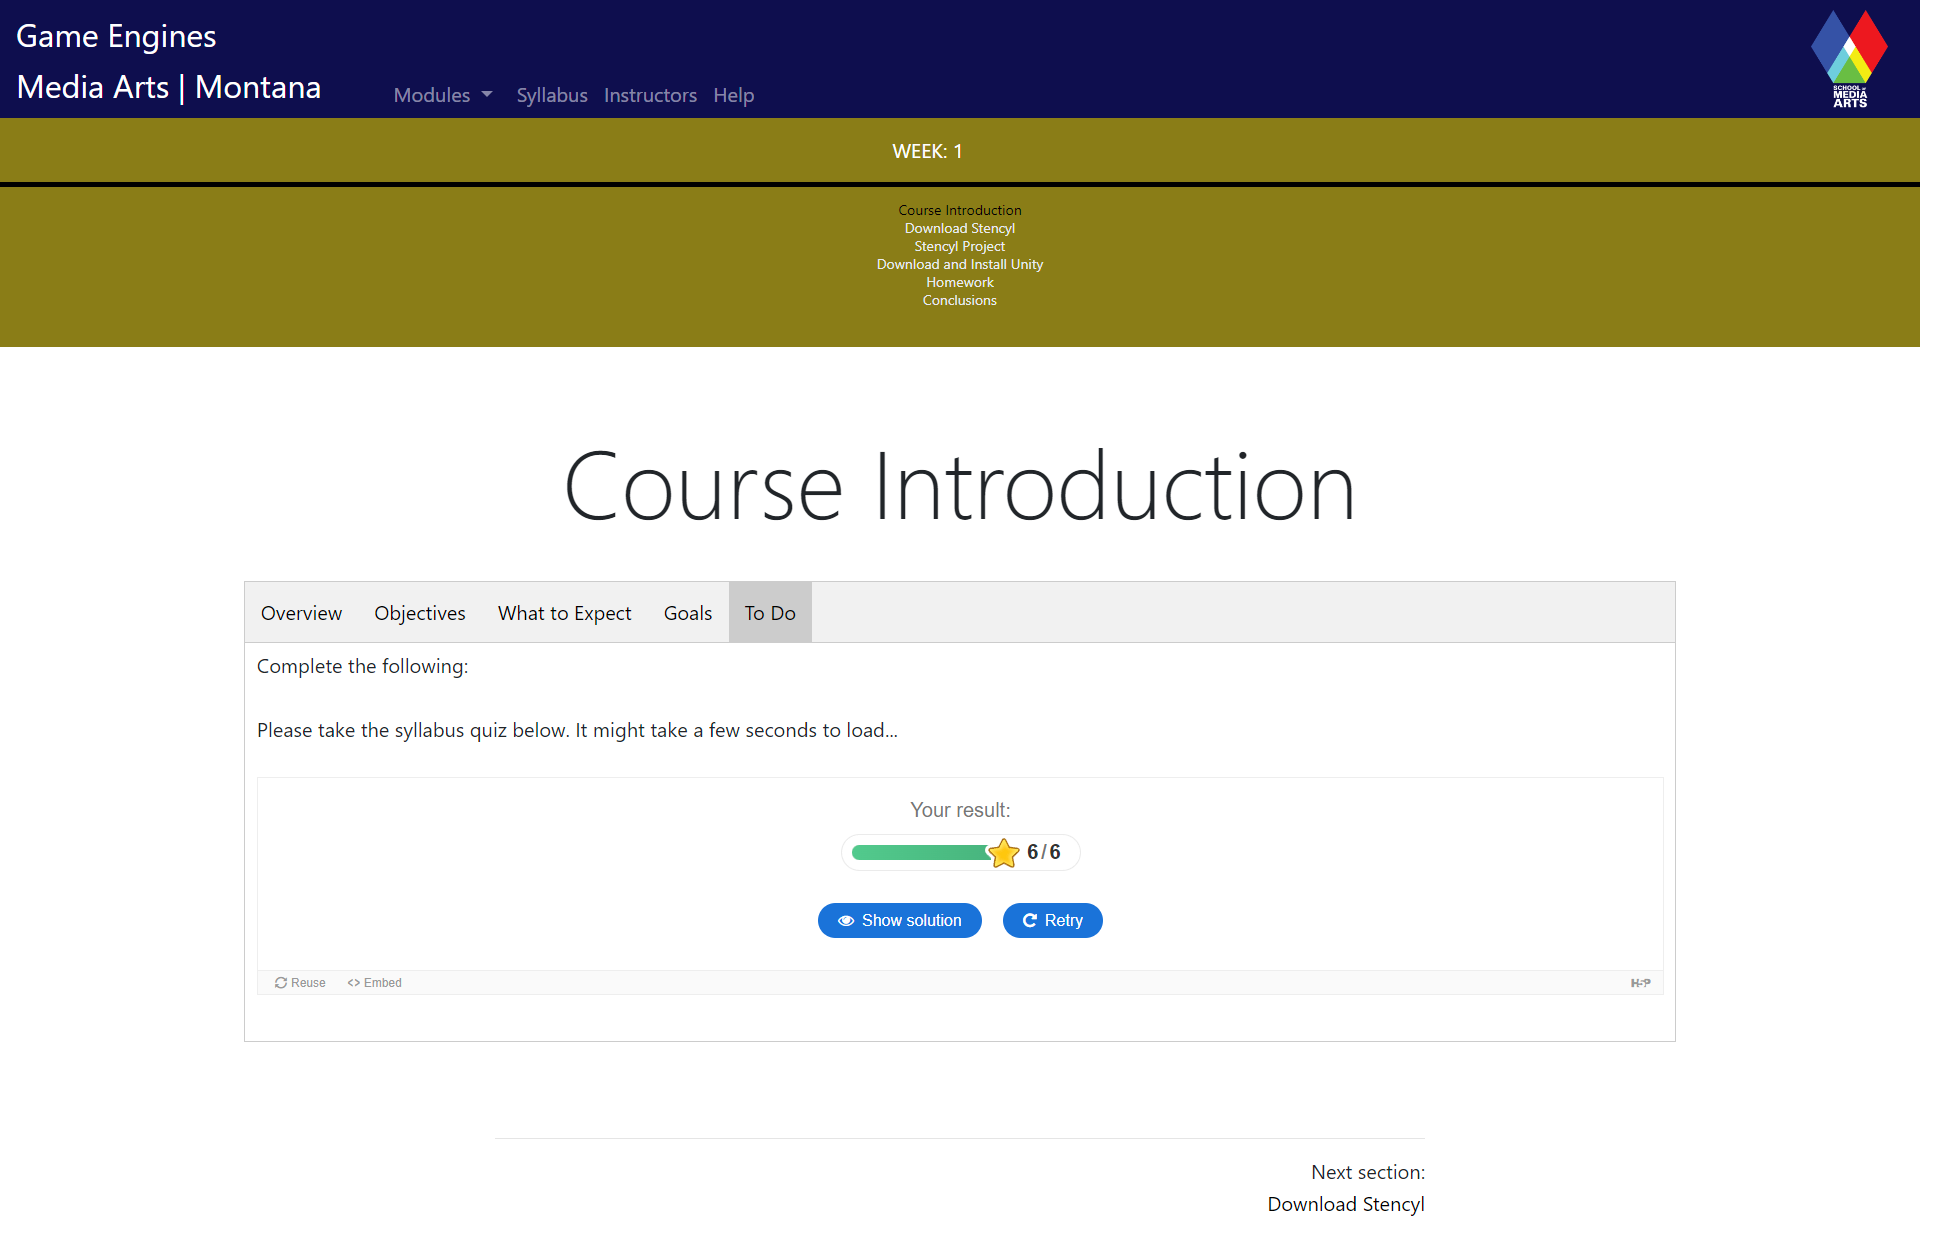 Game Engines
Media Arts | Montana
Modules Syllabus Instructors Help
SCHOOL OF
MEDIA
ARTS
WEEK: 1
Course Introduction
Download Stencyl
Stencyl Project
Download and Install Unity
Homework
Conclusions
Course Introduction
Overview Objectives What to Expect Goals To Do
Complete the following:
Please take the syllabus quiz below. It might take a few seconds to load...
Your result:
6/6
Show solution Retry
Reuse <> Embed
H5P
Next section:
Download Stencyl